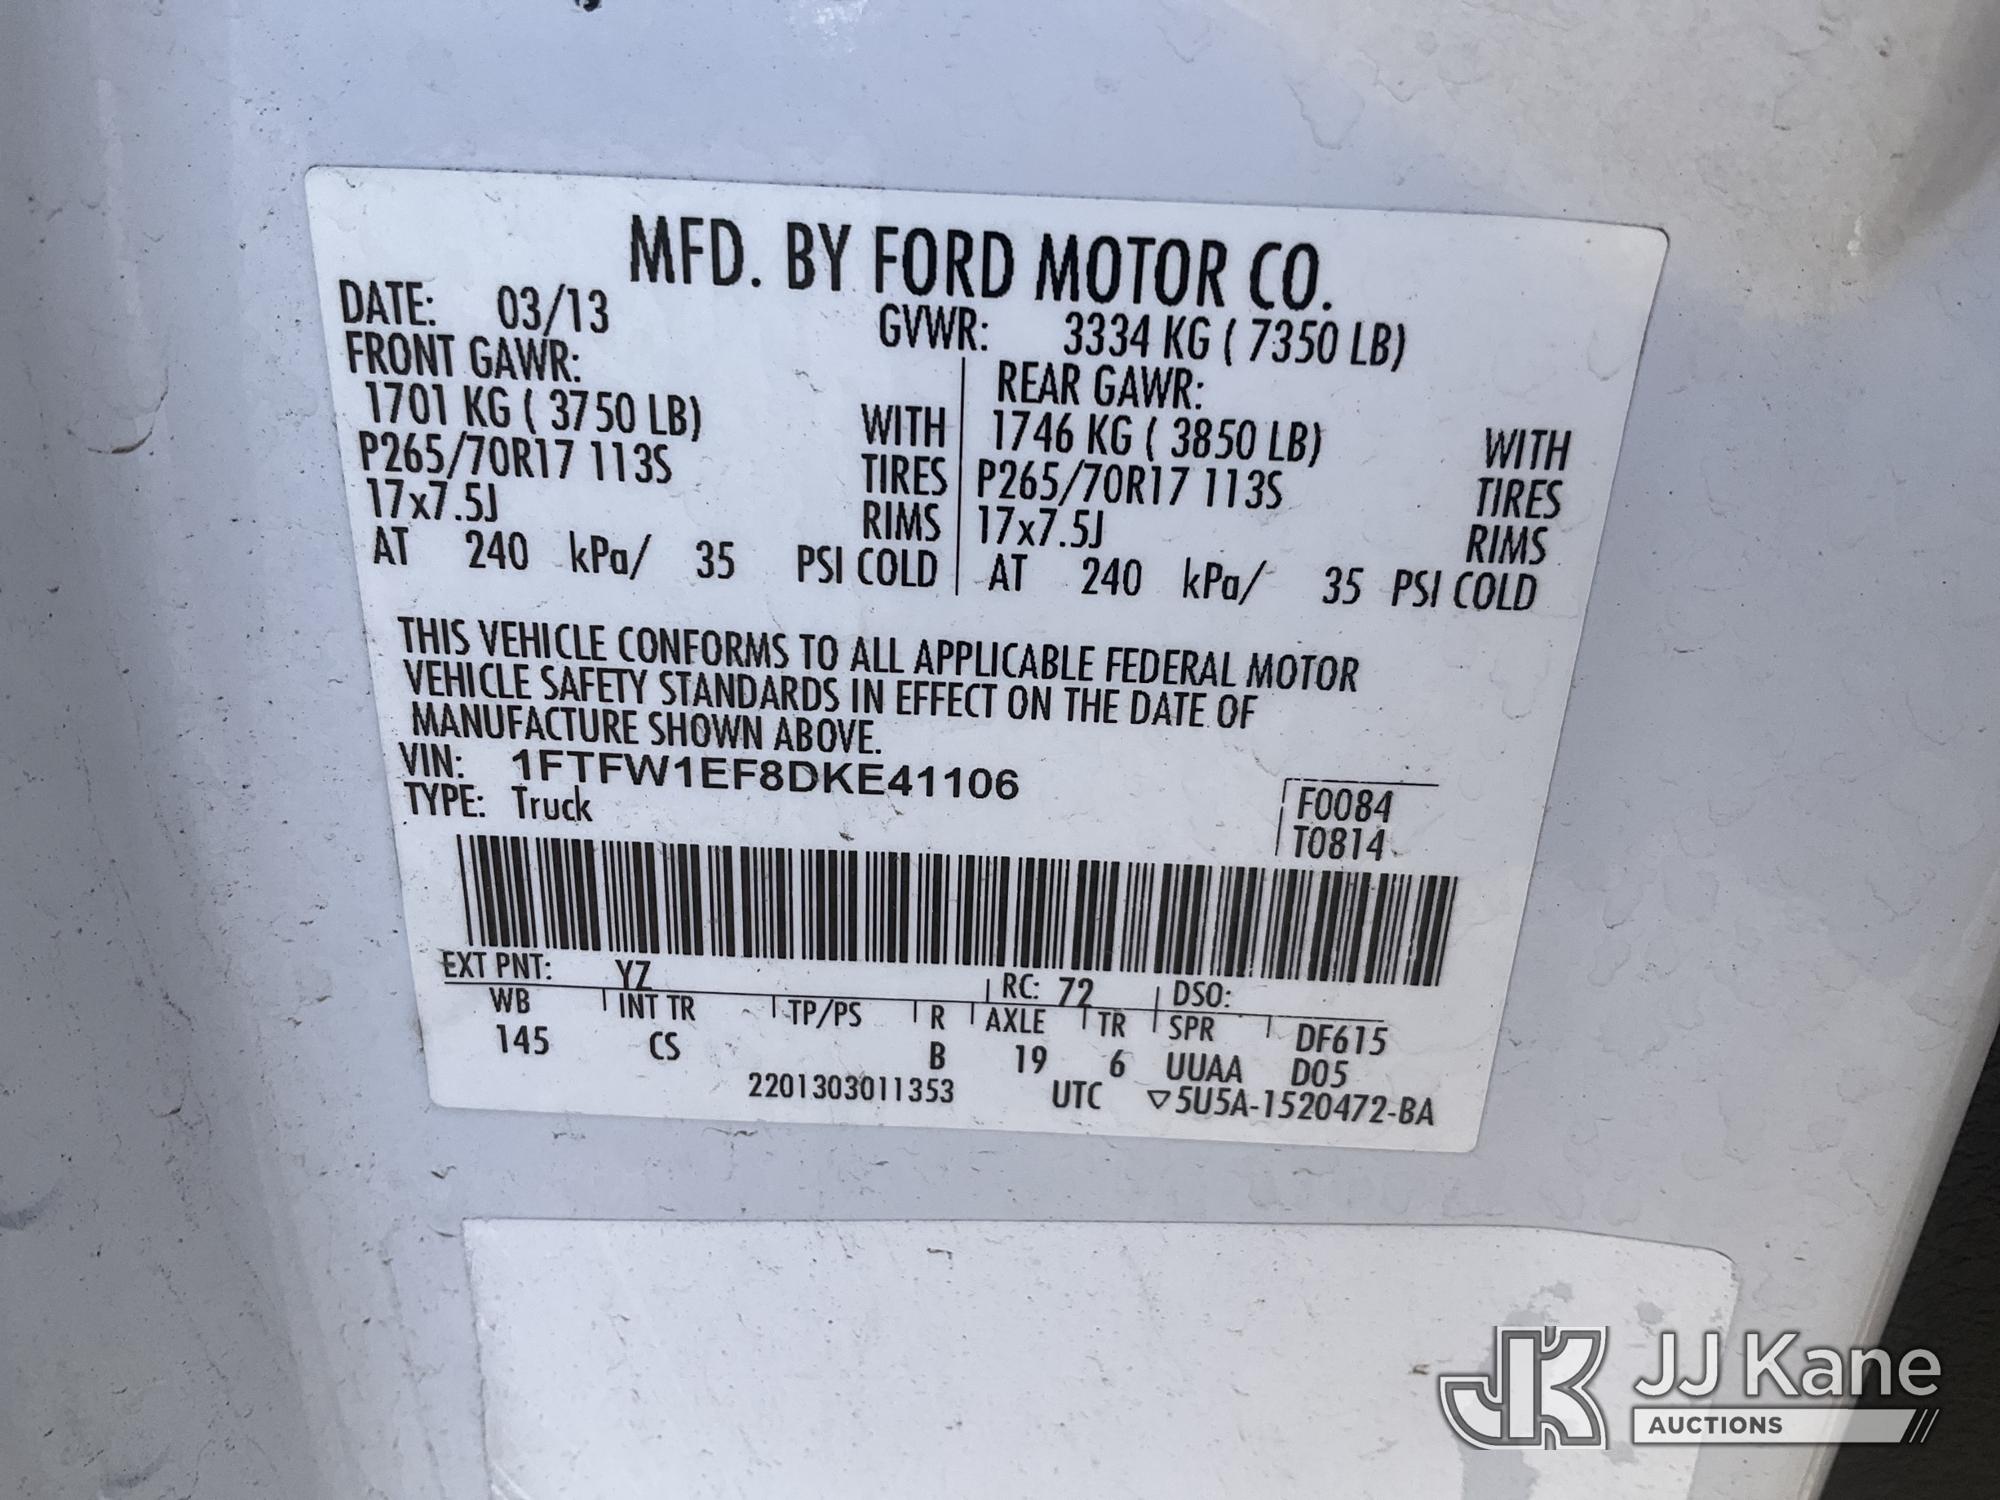 MFD. BY FORD MOTOR CO.
DATE: 03/13 GVWR: 3334 KG ( 7350 LB)
FRONT GAWR: REAR GAWR:
1701 KG ( 3750 LB) WITH 1746 KG ( 3850 LB) WITH
P265/70R17 113S TIRES P265/70R17 113S TIRES
17x7.5J RIMS 17x7.5J RIMS
AT 240 kPa/ 35 PSI COLD AT 240 kPa/ 35 PSI COLD
THIS VEHICLE CONFORMS TO ALL APPLICABLE FEDERAL MOTOR
VEHICLE SAFETY STANDARDS IN EFFECT ON THE DATE OF
MANUFACTURE SHOWN ABOVE.
VIN: 1FTFW1EF8DKE41106
TYPE: Truck
F0084
T0814
EXT PNT: YZ RC: 72 DSO:
WB INT TR TP/PS R AXLE TR SPR DF615
145 CS B 19 6 UUAA D05
2201303011353 UTC ▽5U5A-1520472-BA
JK JJ Kane
AUCTIONS